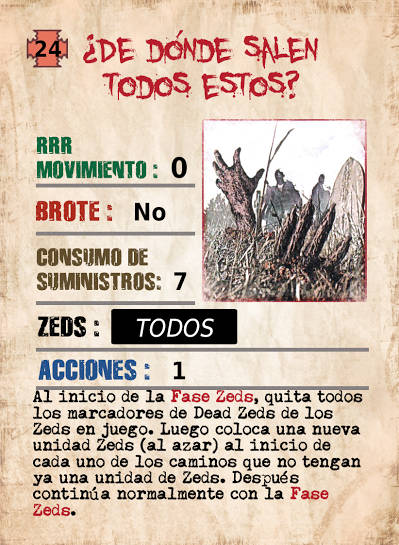 24
¿DE DÓNDE SALEN
TODOS ESTOS?
RRR
MOVIMIENTO : 0
BROTE : No
CONSUMO DE
SUMINISTROS: 7
ZEDS : TODOS
ACCIONES : 1
Al inicio de la Fase Zeds, quita todos
los marcadores de Dead Zeds de los
Zeds en juego. Luego coloca una nueva
unidad Zeds (al azar) al inicio de
cada uno de los caminos que no tengan
ya una unidad de Zeds. Después
continúa normalmente con la Fase
Zeds.